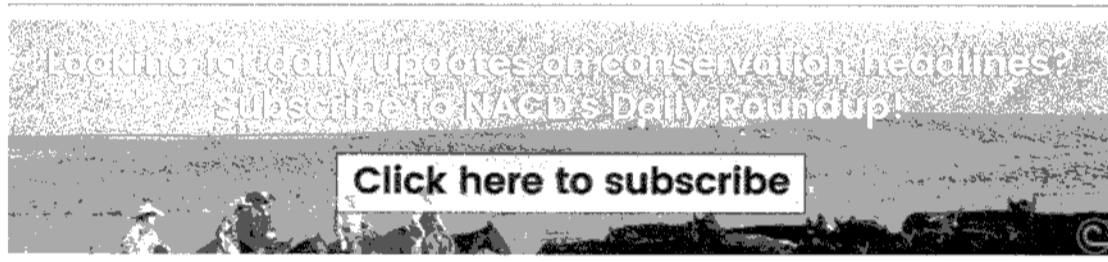 Looking for daily updates on conservation headlines?
Subscribe to NACD's Daily Roundup!
Click here to subscribe